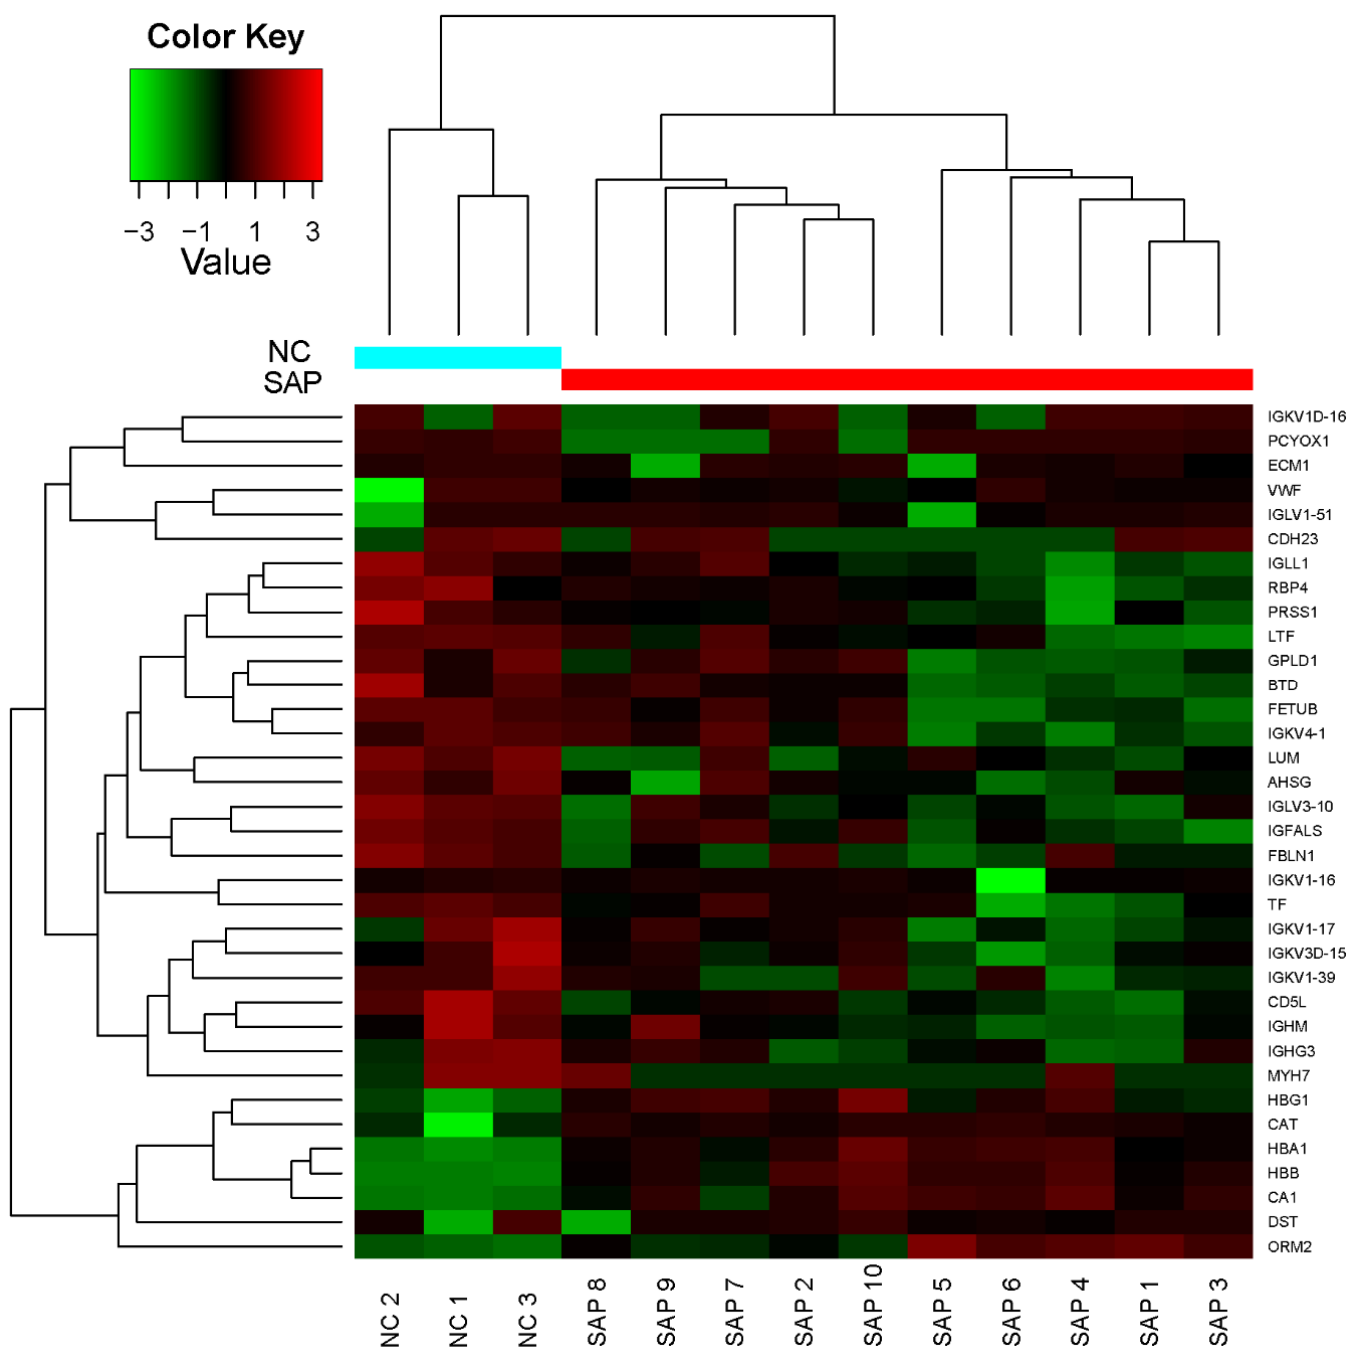 Color Key
−3 −1 1 3
Value
NC
SAP
IGKV1D-16
PCYOX1
ECM1
VWF
IGLV1-51
CDH23
IGLL1
RBP4
PRSS1
LTF
GPLD1
BTD
FETUB
IGKV4-1
LUM
AHSG
IGLV3-10
IGFALS
FBLN1
IGKV1-16
TF
IGKV1-17
IGKV3D-15
IGKV1-39
CD5L
IGHM
IGHG3
MYH7
HBG1
CAT
HBA1
HBB
CA1
DST
ORM2
NC 2
NC 1
NC 3
SAP 8
SAP 9
SAP 7
SAP 2
SAP 10
SAP 5
SAP 6
SAP 4
SAP 1
SAP 3